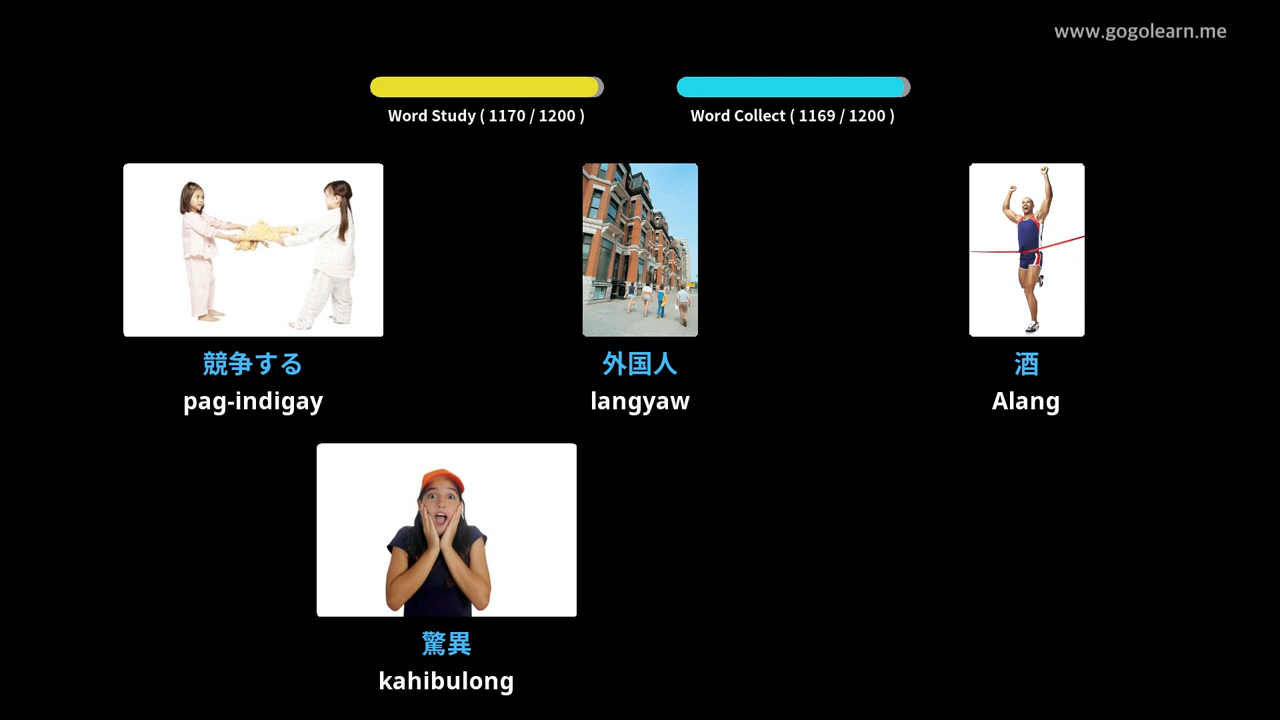 www.gogolearn.me
Word Study ( 1170 / 1200 )
Word Collect ( 1169 / 1200 )
競争する
pag-indigay
外国人
langyaw
酒
Alang
驚異
kahibulong